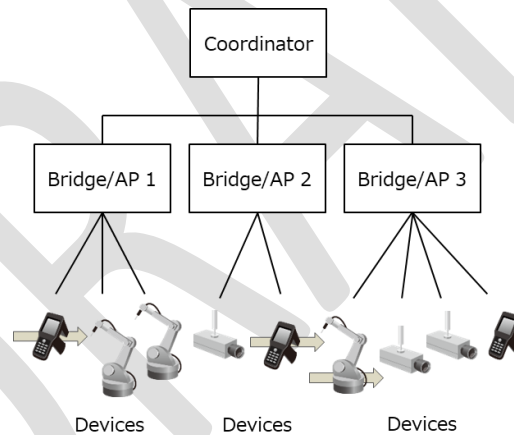 Coordinator
Bridge/AP 1
Bridge/AP 2
Bridge/AP 3
Devices
Devices
Devices